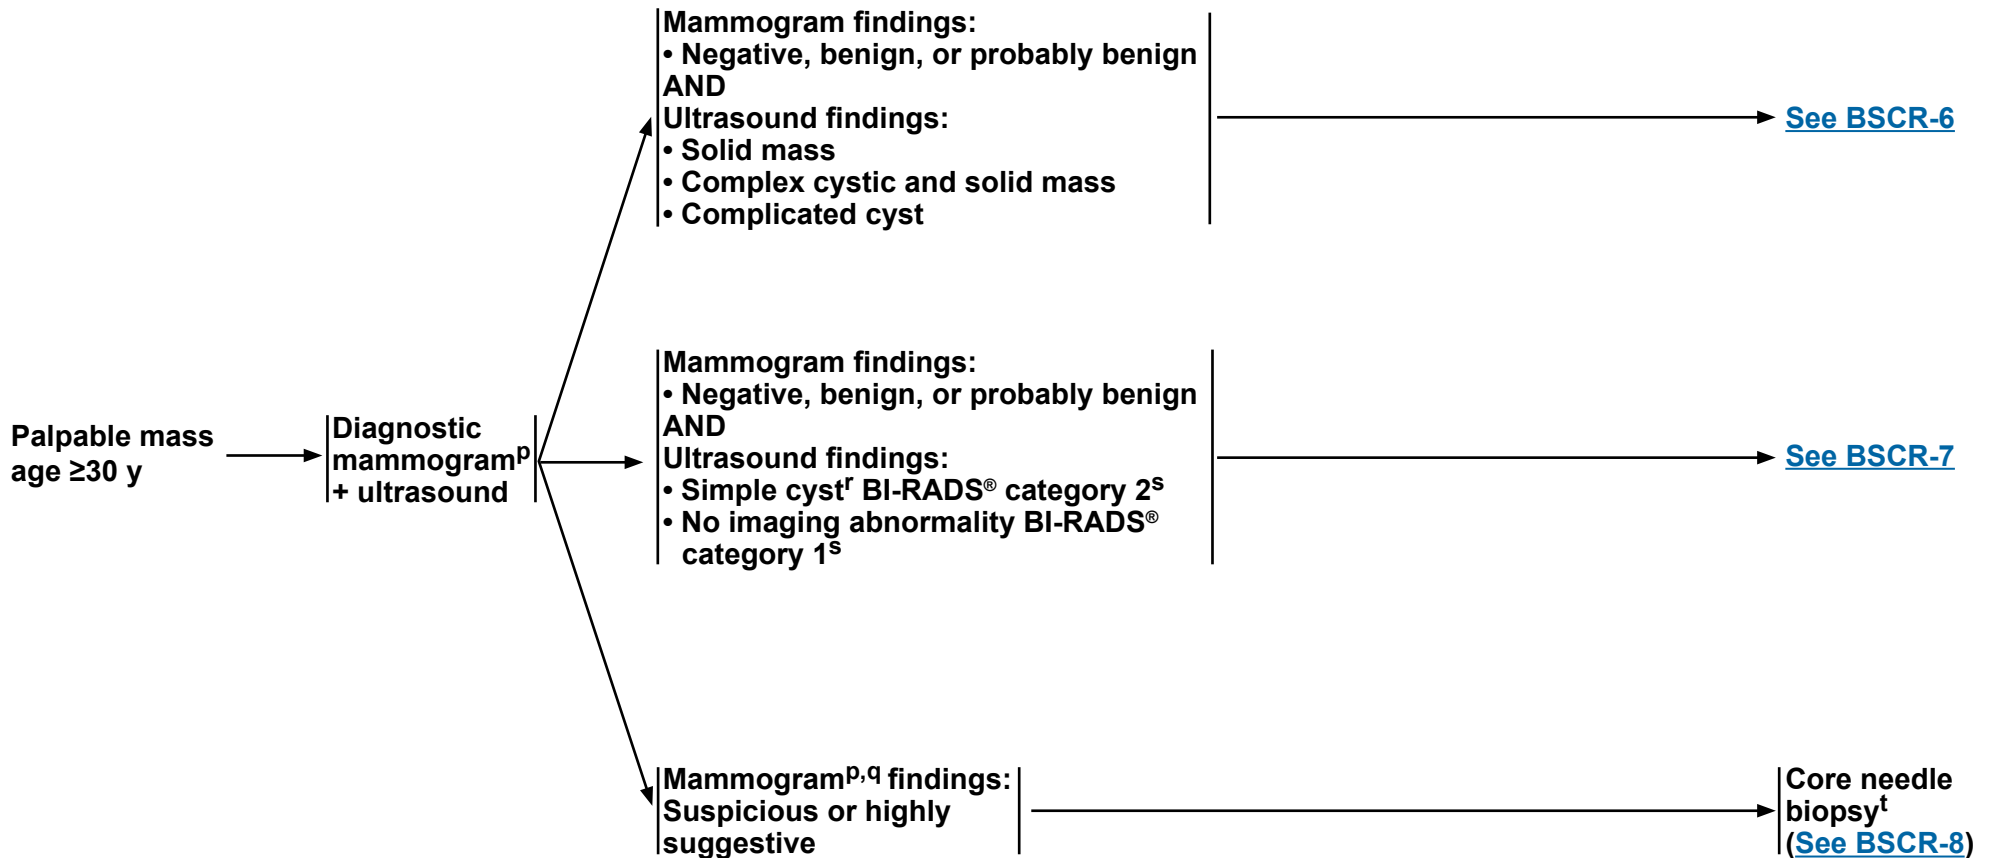 Mammogram findings:
• Negative, benign, or probably benign
AND
Ultrasound findings:
• Solid mass
• Complex cystic and solid mass
• Complicated cyst
See BSCR-6
Palpable mass
age ≥30 y
Diagnostic
mammogramᵖ
+ ultrasound
Mammogram findings:
• Negative, benign, or probably benign
AND
Ultrasound findings:
• Simple cystʳ BI-RADS® category 2ˢ
• No imaging abnormality BI-RADS®
category 1ˢ
See BSCR-7
Mammogramᵖ,q findings:
Suspicious or highly
suggestive
Core needle
biopsyᵗ
(See BSCR-8)